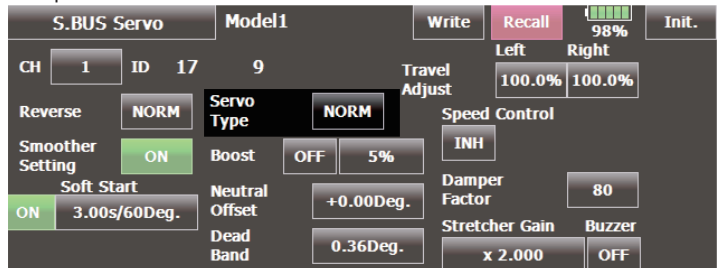 S.BUS Servo Model1 Write Recall 98% Init.
CH 1 ID 17 9
Travel Adjust Left 100.0% Right 100.0%
Reverse NORM
Servo Type NORM
Speed Control
INH
Smoother Setting ON
Boost OFF 5%
Damper Factor 80
Soft Start
ON 3.00s/60Deg.
Neutral Offset +0.00Deg.
Stretcher Gain Buzzer
x 2.000 OFF
Dead Band 0.36Deg.